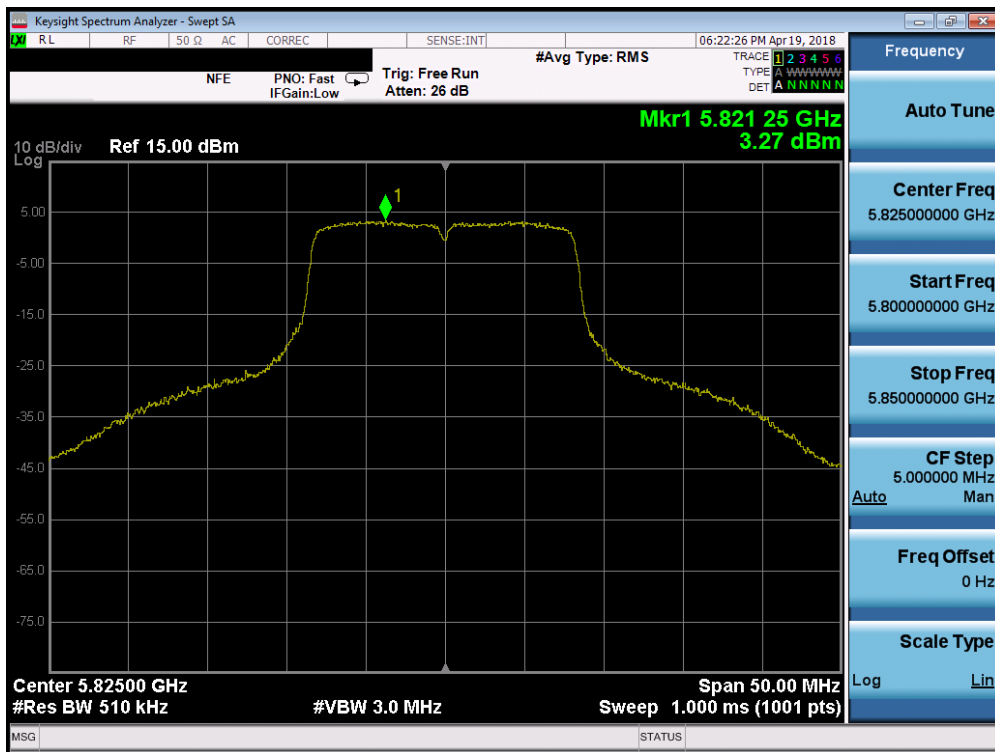 Keysight Spectrum Analyzer - Swept SA
LXI RL RF 50 Ω AC CORREC SENSE:INT 06:22:26 PM Apr 19, 2018
#Avg Type: RMS
TRACE 1 2 3 4 5 6
TYPE A WWWWW
DET A N N N N N
NFE PNO: Fast Trig: Free Run
IFGain:Low Atten: 26 dB
Mkr1 5.821 25 GHz
3.27 dBm
10 dB/div Ref 15.00 dBm
Log
1
5.00
-5.00
-15.0
-25.0
-35.0
-45.0
-55.0
-65.0
-75.0
Center 5.82500 GHz Span 50.00 MHz
#Res BW 510 kHz #VBW 3.0 MHz Sweep 1.000 ms (1001 pts)
MSG STATUS
Frequency
Auto Tune
Center Freq
5.825000000 GHz
Start Freq
5.800000000 GHz
Stop Freq
5.850000000 GHz
CF Step
5.000000 MHz
Auto Man
Freq Offset
0 Hz
Scale Type
Log Lin